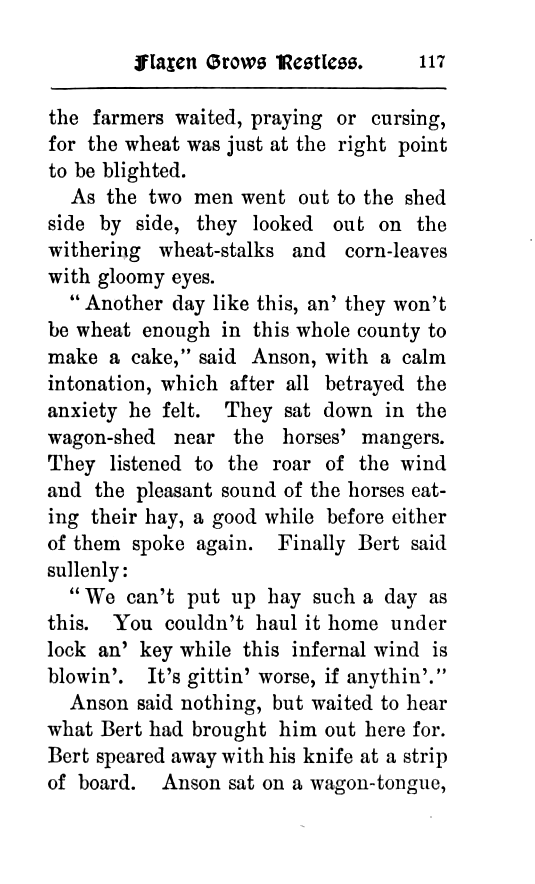 Flaxen Grows Restless. 117
the farmers waited, praying or cursing,
for the wheat was just at the right point
to be blighted.
As the two men went out to the shed
side by side, they looked out on the
withering wheat-stalks and corn-leaves
with gloomy eyes.
“Another day like this, an’ they won’t
be wheat enough in this whole county to
make a cake,” said Anson, with a calm
intonation, which after all betrayed the
anxiety he felt. They sat down in the
wagon-shed near the horses’ mangers.
They listened to the roar of the wind
and the pleasant sound of the horses eat-
ing their hay, a good while before either
of them spoke again. Finally Bert said
sullenly:
“We can’t put up hay such a day as
this. You couldn’t haul it home under
lock an’ key while this infernal wind is
blowin’. It’s gittin’ worse, if anythin’.”
Anson said nothing, but waited to hear
what Bert had brought him out here for.
Bert speared away with his knife at a strip
of board. Anson sat on a wagon-tongue,